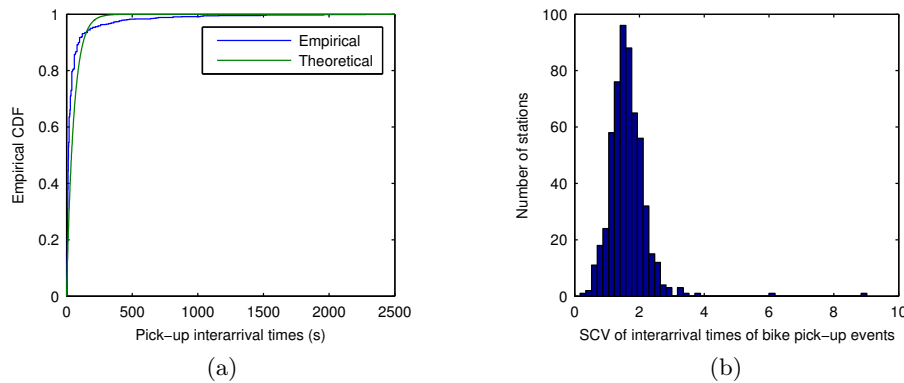 1
0.8
0.6
0.4
0.2
0
Empirical CDF
Empirical
Theoretical
0 500 1000 1500 2000 2500
Pick−up interarrival times (s)
(a)
100
80
60
40
20
0
Number of stations
0 2 4 6 8 10
SCV of interarrival times of bike pick−up events
(b)